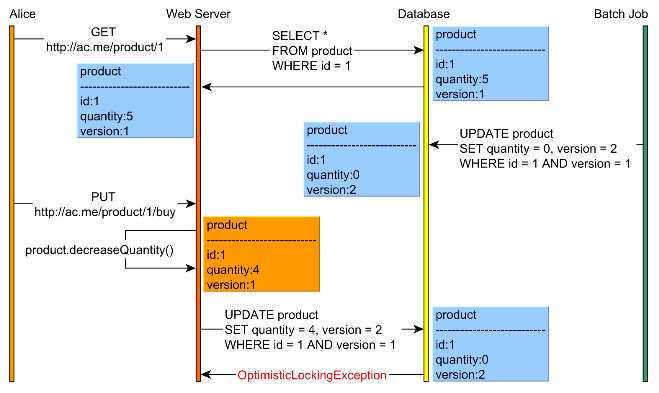 Alice
Web Server
Database
Batch Job
GET
http://ac.me/product/1
SELECT *
FROM product
WHERE id = 1
product
------------------------------
id:1
quantity:5
version:1
product
------------------------------
id:1
quantity:5
version:1
product
------------------------------
id:1
quantity:0
version:2
UPDATE product
SET quantity = 0, version = 2
WHERE id = 1 AND version = 1
PUT
http://ac.me/product/1/buy
product.decreaseQuantity()
product
------------------------------
id:1
quantity:4
version:1
UPDATE product
SET quantity = 4, version = 2
WHERE id = 1 AND version = 1
product
------------------------------
id:1
quantity:0
version:2
OptimisticLockingException